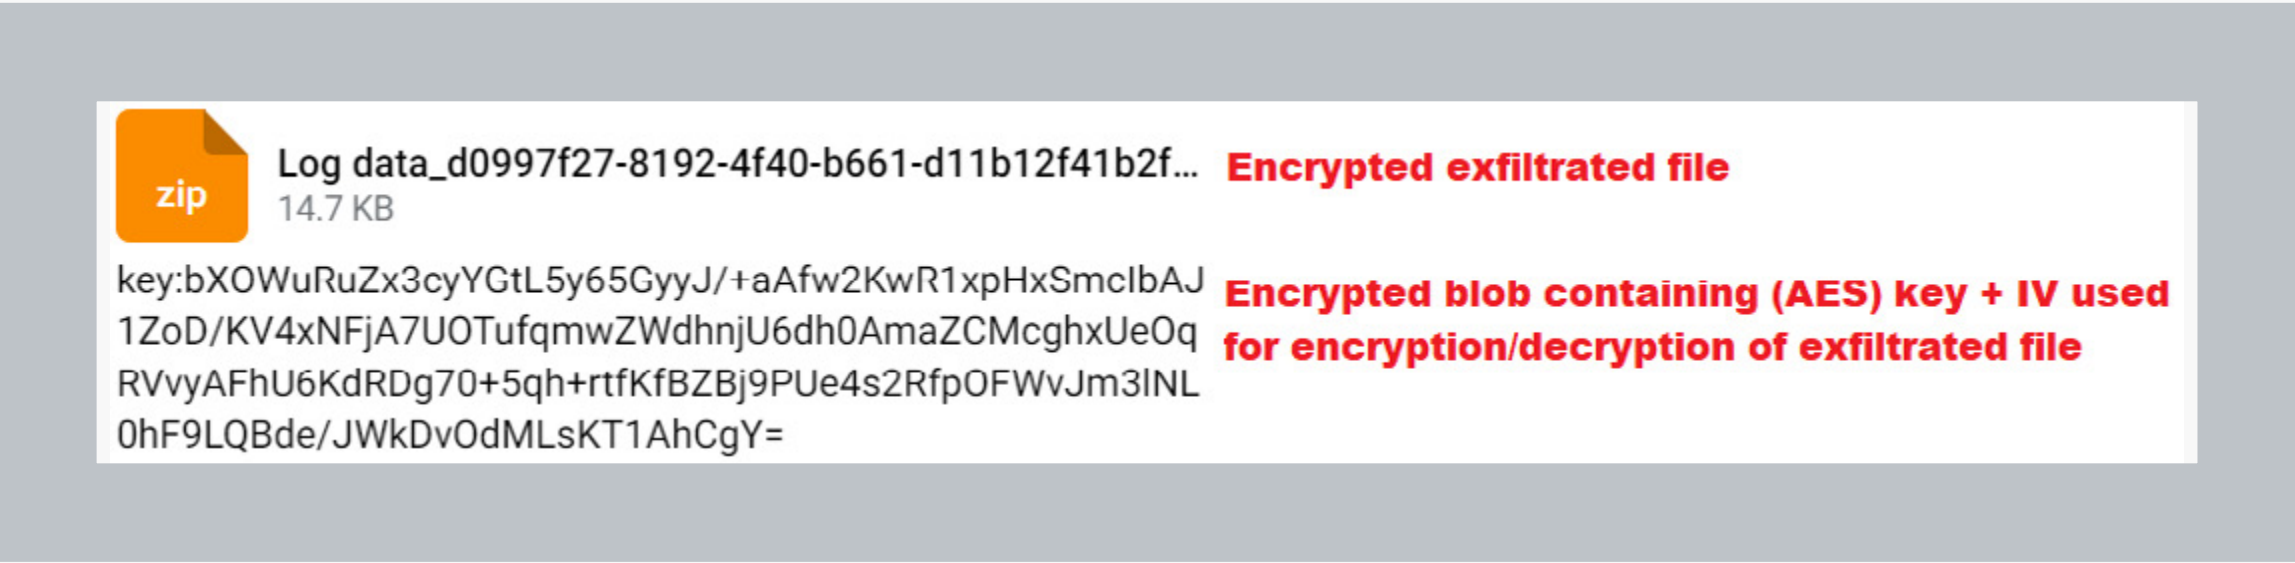 zip
Log data_d0997f27-8192-4f40-b661-d11b12f41b2f...
14.7 KB
Encrypted exfiltrated file
key:bXOWuRuZx3cyYGtL5y65GyyJ/+aAfw2KwR1xpHxSmcIbAJ
1ZoD/KV4xNFjA7UOTufqmwZWdhnjU6dh0AmaZCMcghxUeOq
RVvyAFhU6KdRDg70+5qh+rtfKfBZBj9PUe4s2RfpOFWvJm3lNL
0hF9LQBde/JWkDvOdMLsKT1AhCgY=
Encrypted blob containing (AES) key + IV used
for encryption/decryption of exfiltrated file